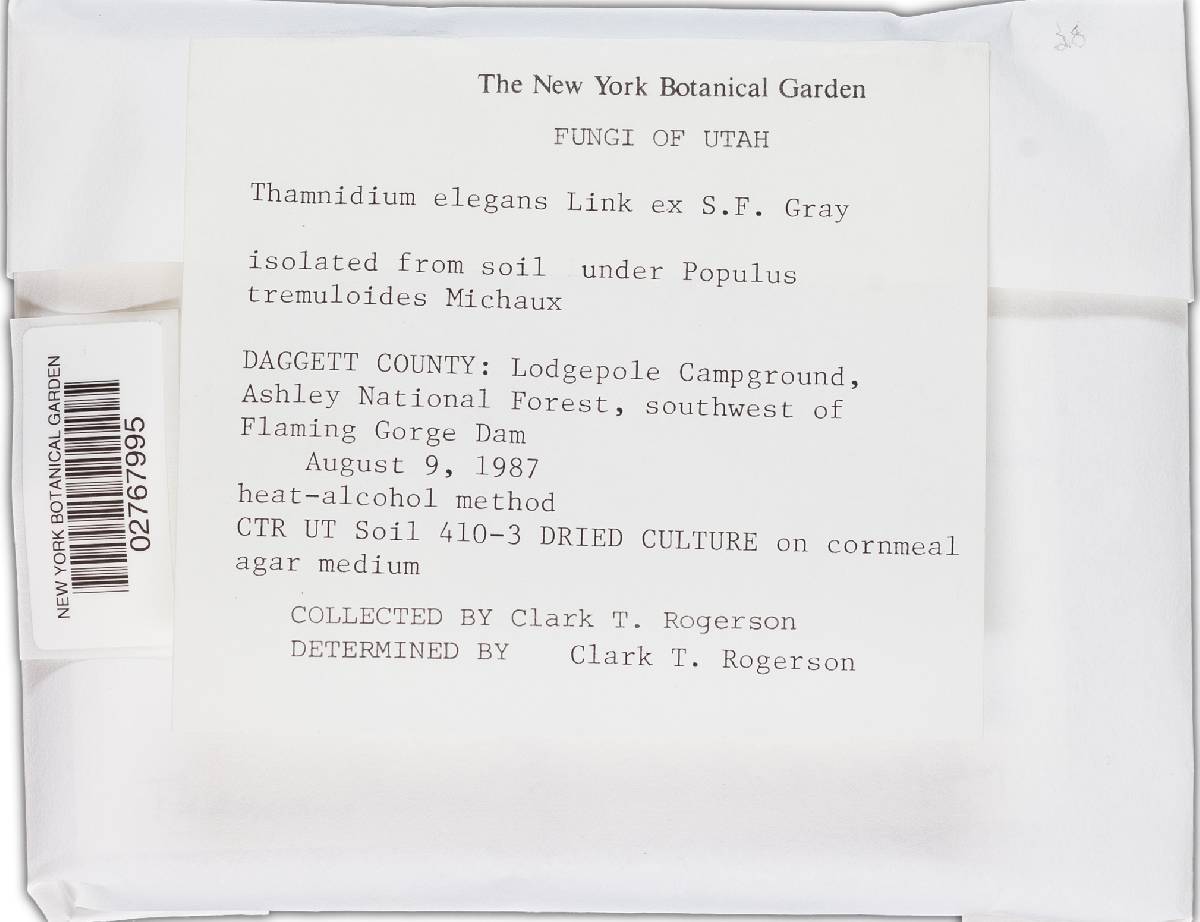 The New York Botanical Garden
FUNGI OF UTAH
Thamnidium elegans Link ex S.F. Gray
isolated from soil under Populus
tremuloides Michaux
DAGGETT COUNTY: Lodgepole Campground,
Ashley National Forest, southwest of
Flaming Gorge Dam
August 9, 1987
heat-alcohol method
CTR UT Soil 410-3 DRIED CULTURE on cornmeal
agar medium
COLLECTED BY Clark T. Rogerson
DETERMINED BY Clark T. Rogerson
NEW YORK BOTANICAL GARDEN
02767995